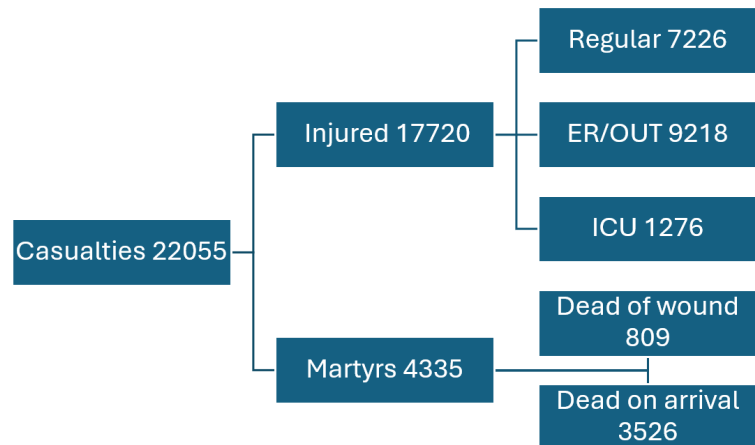 Casualties 22055
Injured 17720
Regular 7226
ER/OUT 9218
ICU 1276
Martyrs 4335
Dead of wound
809
Dead on arrival
3526